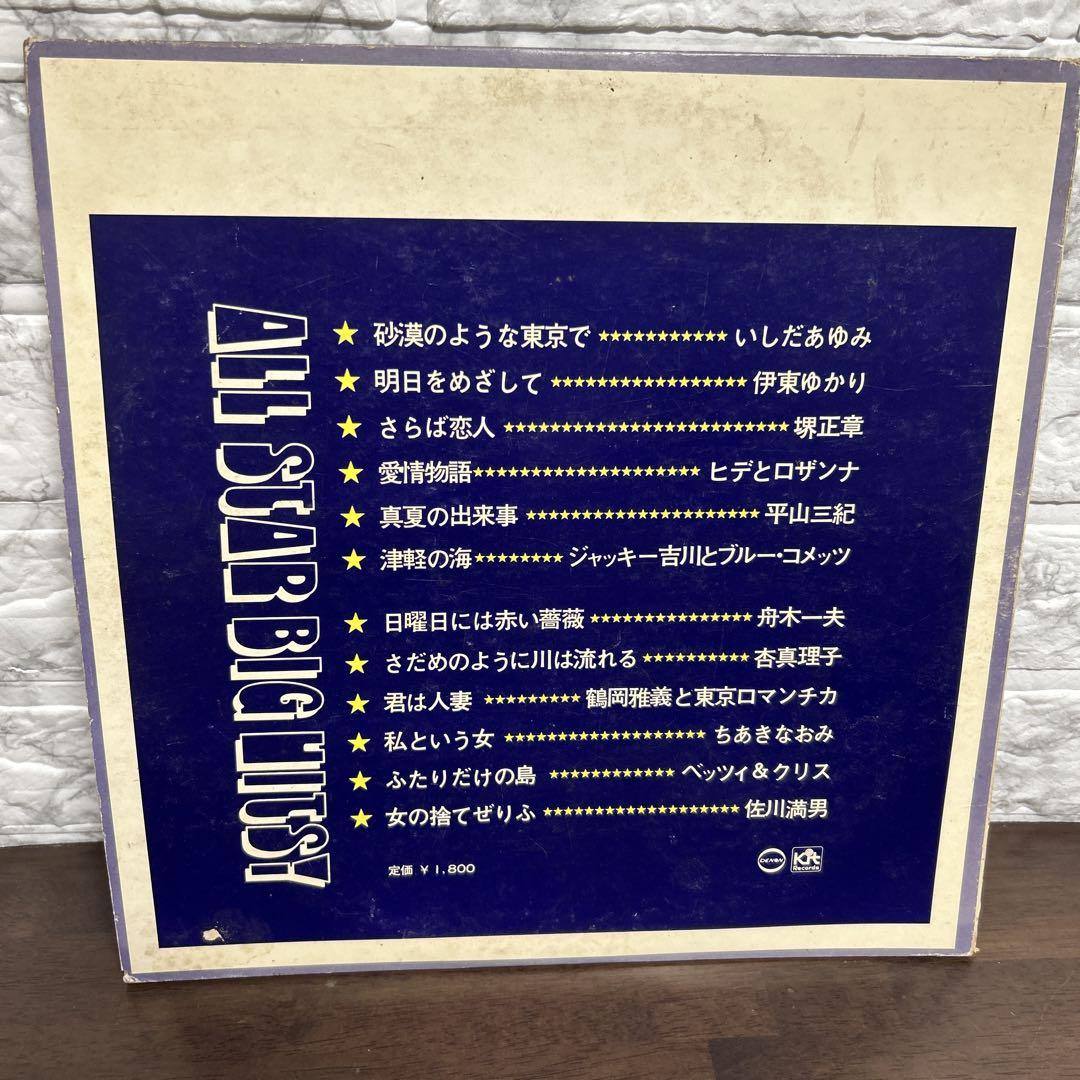 ALL STAR BIG HITS!
★ 砂漠のような東京で ★★★★★★★★★★★ いしだあゆみ
★ 明日をめざして ★★★★★★★★★★★★★★★★★ 伊東ゆかり
★ さらば恋人 ★★★★★★★★★★★★★★★★★★★★★★★★★ 堺正章
★ 愛情物語 ★★★★★★★★★★★★★★★★★★★★ ヒデとロザンナ
★ 真夏の出来事 ★★★★★★★★★★★★★★★★★★★★ 平山三紀
★ 津軽の海 ★★★★★★★★ ジャッキー吉川とブルー・コメッツ
★ 日曜日には赤い薔薇 ★★★★★★★★★★★★★★★ 舟木一夫
★ さだめのように川は流れる ★★★★★★★★★★ 杏真理子
★ 君は人妻 ★★★★★★★★★ 鶴岡雅義と東京ロマンチカ
★ 私という女 ★★★★★★★★★★★★★★★★★★★ ちあきなおみ
★ ふたりだけの島 ★★★★★★★★★★★★ ベッツィ&クリス
★ 女の捨てぜりふ ★★★★★★★★★★★★★★★★★★★ 佐川満男
定価 ¥1,800
DENON
Kit Records